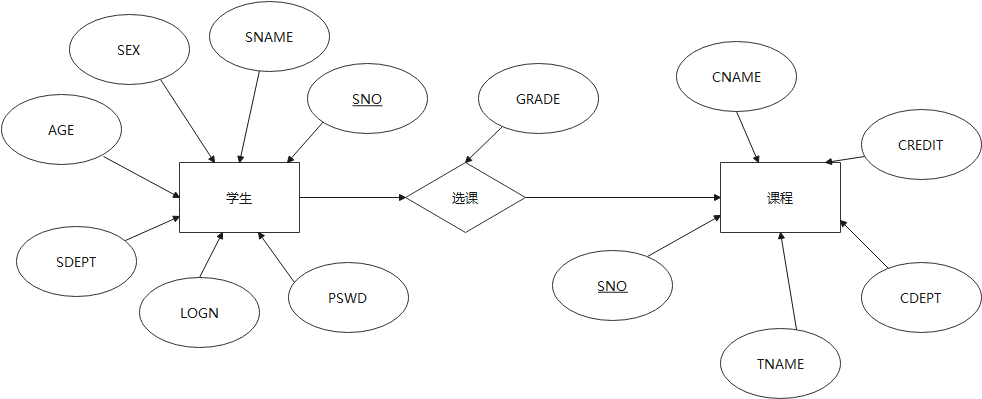 SNAME
SEX
CNAME
SNO
GRADE
AGE
CREDIT
学生
选课
课程
SDEPT
SNO
PSWD
CDEPT
LOGN
TNAME